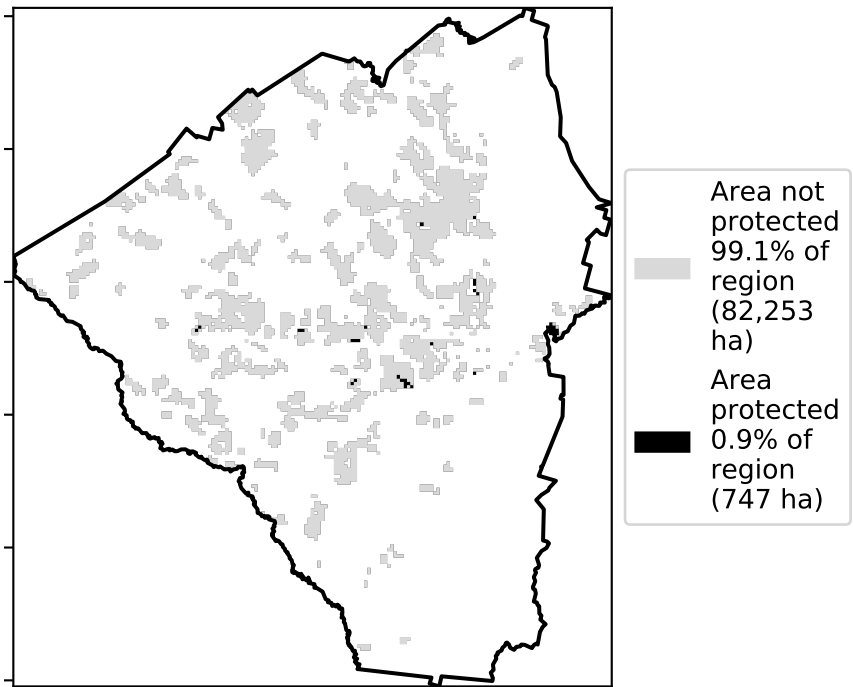 Area not
protected
99.1% of
region
(82,253
ha)
Area
protected
0.9% of
region
(747 ha)